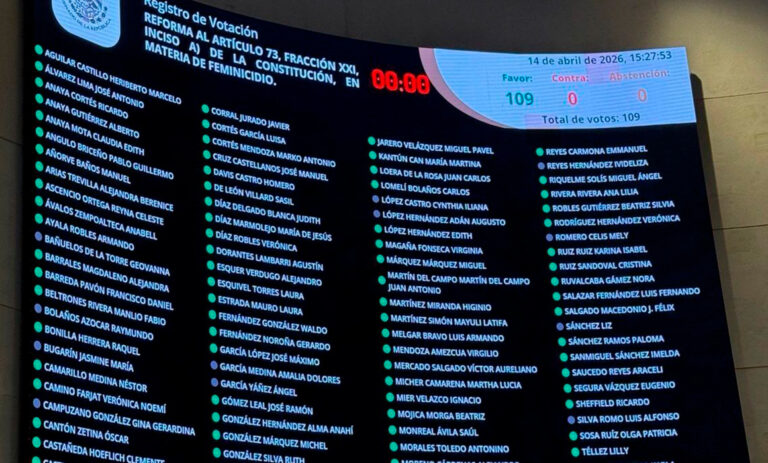 Registro de Votación
REFORMA AL ARTÍCULO 73, FRACCIÓN XXI,
INCISO A) DE LA CONSTITUCIÓN, EN
MATERIA DE FEMINICIDIO.
00:00
14 de abril de 2026, 15:27:53
Favor: Contra: Abstención:
109 0 0
Total de votos: 109
AGUILAR CASTILLO HERIBERTO MARCELO
ÁLVAREZ LIMA JOSÉ ANTONIO
ANAYA CORTÉS RICARDO
ANAYA GUTIÉRREZ ALBERTO
ANAYA MOTA CLAUDIA EDITH
ANGULO BRICEÑO PABLO GUILLERMO
AÑORVE BAÑOS MANUEL
ARIAS TREVILLA ALEJANDRA BERENICE
ASCENCIO ORTEGA REYNA CELESTE
ÁVALOS ZEMPOALTECA ANABELL
AYALA ROBLES ARMANDO
BAÑUELOS DE LA TORRE GEOVANNA
BARRALES MAGDALENO ALEJANDRA
BARREDA PAVÓN FRANCISCO DANIEL
BELTRONES RIVERA MANLIO FABIO
BOLAÑOS AZOCAR RAYMUNDO
BONILLA HERRERA RAQUEL
BUGARÍN JASMINE MARÍA
CAMARILLO MEDINA NÉSTOR
CAMINO FARJAT VERÓNICA NOEMÍ
CAMPUZANO GONZÁLEZ GINA GERARDINA
CANTÓN ZETINA ÓSCAR
CASTAÑEDA HOEFLICH CLEMENTE
CORRAL JURADO JAVIER
CORTÉS GARCÍA LUISA
CORTÉS MENDOZA MARKO ANTONIO
CRUZ CASTELLANOS JOSÉ MANUEL
DAVIS CASTRO HOMERO
DE LEÓN VILLARD SASIL
DÍAZ DELGADO BLANCA JUDITH
DÍAZ MARMOLEJO MARÍA DE JESÚS
DÍAZ ROBLES VERÓNICA
DORANTES LAMBARRI AGUSTÍN
ESQUER VERDUGO ALEJANDRO
ESQUIVEL TORRES LAURA
ESTRADA MAURO LAURA
FERNÁNDEZ GONZÁLEZ WALDO
FERNÁNDEZ NOROÑA GERARDO
GARCÍA LÓPEZ JOSÉ MÁXIMO
GARCÍA MEDINA AMALIA DOLORES
GARCÍA YÁÑEZ ÁNGEL
GÓMEZ LEAL JOSÉ RAMÓN
GONZÁLEZ HERNÁNDEZ ALMA ANAHÍ
GONZÁLEZ MÁRQUEZ MICHEL
GONZÁLEZ SILVA RUTH
JARERO VELÁZQUEZ MIGUEL PAVEL
KANTÚN CAN MARÍA MARTINA
LOERA DE LA ROSA JUAN CARLOS
LOMELÍ BOLAÑOS CARLOS
LÓPEZ CASTRO CYNTHIA ILIANA
LÓPEZ HERNÁNDEZ ADÁN AUGUSTO
LÓPEZ HERNÁNDEZ EDITH
MAGAÑA FONSECA VIRGINIA
MÁRQUEZ MÁRQUEZ MIGUEL
MARTÍN DEL CAMPO MARTÍN DEL CAMPO
JUAN ANTONIO
MARTÍNEZ MIRANDA HIGINIO
MARTÍNEZ SIMÓN MAYULI LATIFA
MELGAR BRAVO LUIS ARMANDO
MENDOZA AMEZCUA VIRGILIO
MERCADO SALGADO VÍCTOR AURELIANO
MICHER CAMARENA MARTHA LUCIA
MIER VELAZCO IGNACIO
MOJICA MORGA BEATRIZ
MONREAL ÁVILA SAÚL
MORALES TOLEDO ANTONINO
REYES CARMONA EMMANUEL
REYES HERNÁNDEZ IVIDELIZA
RIQUELME SOLÍS MIGUEL ÁNGEL
RIVERA RIVERA ANA LILIA
ROBLES GUTIÉRREZ BEATRIZ SILVIA
RODRÍGUEZ HERNÁNDEZ VERÓNICA
ROMERO CELIS MELY
RUIZ RUIZ KARINA ISABEL
RUIZ SANDOVAL CRISTINA
RUVALCABA GÁMEZ NORA
SALAZAR FERNÁNDEZ LUIS FERNANDO
SALGADO MACEDONIO J. FÉLIX
SÁNCHEZ LIZ
SÁNCHEZ RAMOS PALOMA
SANMIGUEL SÁNCHEZ IMELDA
SAUCEDO REYES ARACELI
SEGURA VÁZQUEZ EUGENIO
SHEFFIELD RICARDO
SILVA ROMO LUIS ALFONSO
SOSA RUÍZ OLGA PATRICIA
TÉLLEZ LILLY